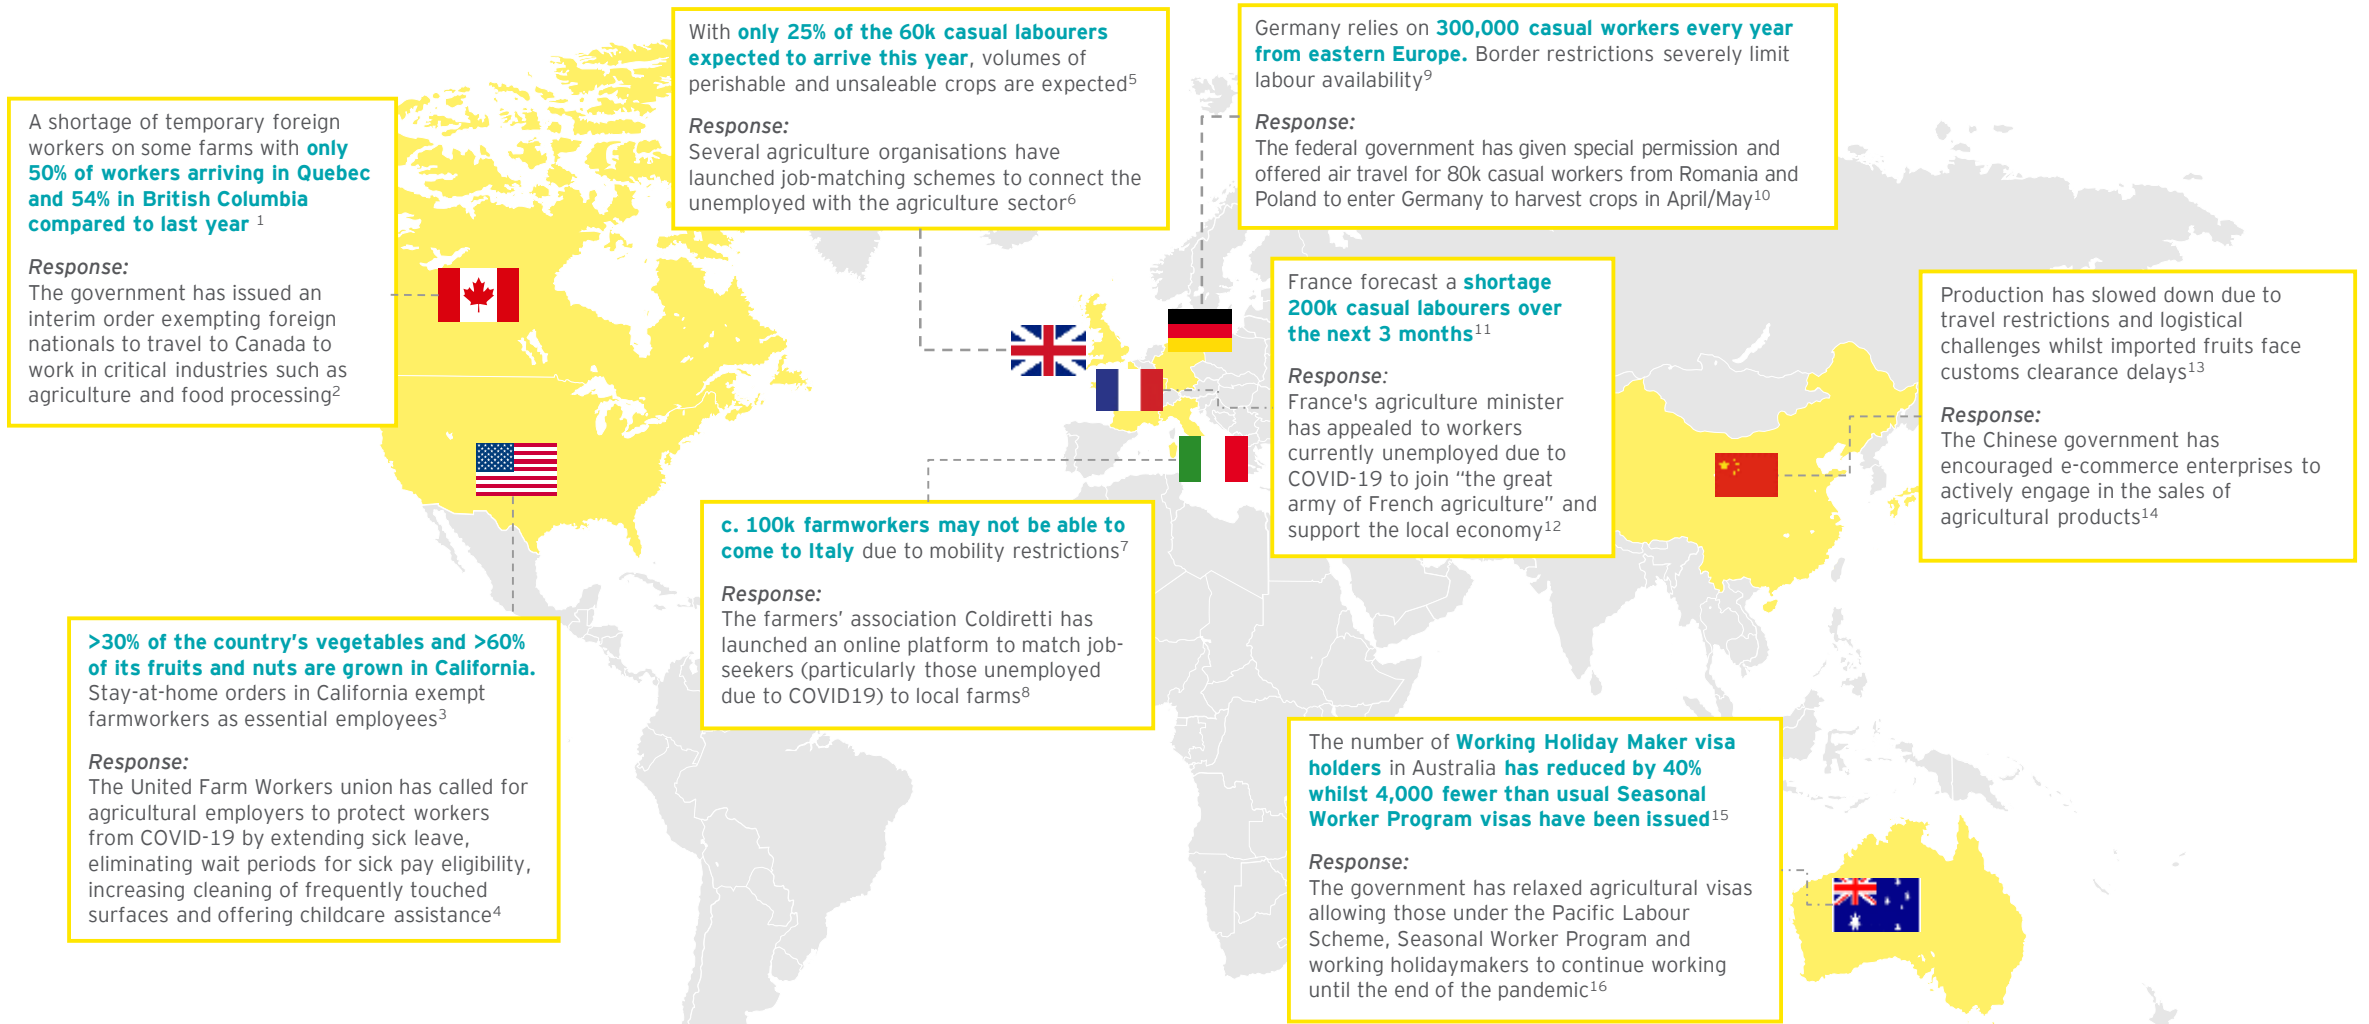 A shortage of temporary foreign
workers on some farms with only
50% of workers arriving in Quebec
and 54% in British Columbia
compared to last year 1
Response:
The government has issued an
interim order exempting foreign
nationals to travel to Canada to
work in critical industries such as
agriculture and food processing2
With only 25% of the 60k casual labourers
expected to arrive this year, volumes of
perishable and unsaleable crops are expected5
Response:
Several agriculture organisations have
launched job-matching schemes to connect the
unemployed with the agriculture sector6
Germany relies on 300,000 casual workers every year
from eastern Europe. Border restrictions severely limit
labour availability9
Response:
The federal government has given special permission and
offered air travel for 80k casual workers from Romania and
Poland to enter Germany to harvest crops in April/May10
France forecast a shortage
200k casual labourers over
the next 3 months11
Response:
France's agriculture minister
has appealed to workers
currently unemployed due to
COVID-19 to join “the great
army of French agriculture” and
support the local economy12
Production has slowed down due to
travel restrictions and logistical
challenges whilst imported fruits face
customs clearance delays13
Response:
The Chinese government has
encouraged e-commerce enterprises to
actively engage in the sales of
agricultural products14
c. 100k farmworkers may not be able to
come to Italy due to mobility restrictions7
Response:
The farmers’ association Coldiretti has
launched an online platform to match job-
seekers (particularly those unemployed
due to COVID19) to local farms8
>30% of the country’s vegetables and >60%
of its fruits and nuts are grown in California.
Stay-at-home orders in California exempt
farmworkers as essential employees3
Response:
The United Farm Workers union has called for
agricultural employers to protect workers
from COVID-19 by extending sick leave,
eliminating wait periods for sick pay eligibility,
increasing cleaning of frequently touched
surfaces and offering childcare assistance4
The number of Working Holiday Maker visa
holders in Australia has reduced by 40%
whilst 4,000 fewer than usual Seasonal
Worker Program visas have been issued15
Response:
The government has relaxed agricultural visas
allowing those under the Pacific Labour
Scheme, Seasonal Worker Program and
working holidaymakers to continue working
until the end of the pandemic16